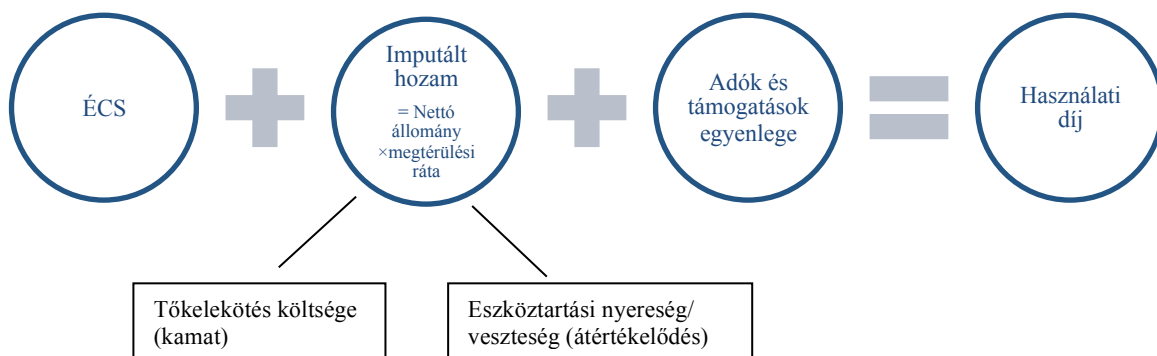 ÉCS
Imputált
hozam
= Nettó
állomány
×megtérülési
ráta
Adók és
támogatások
egyenlege
Használati
díj
Tőkelekötés költsége
(kamat)
Eszköztartási nyereség/
veszteség (átértékelődés)